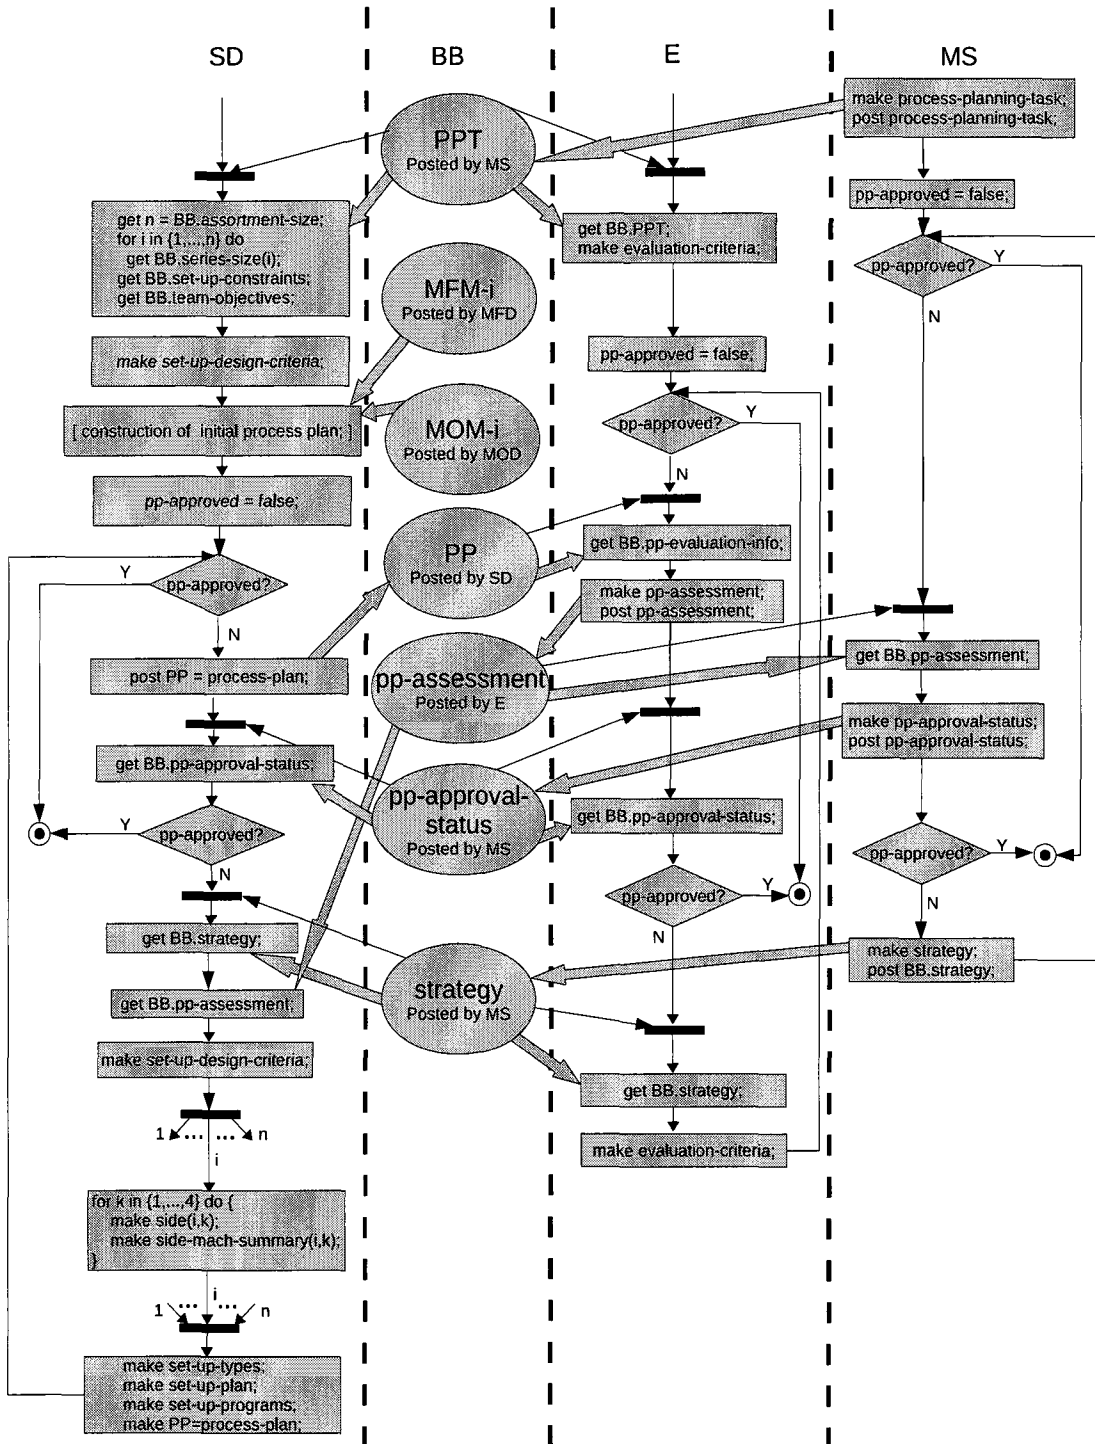 SD
BB
E
MS
PPT
Posted by MS
make process-planning-task;
post process-planning-task;
pp-approved = false;
pp-approved?
Y
N
get n = BB.assortment-size;
for i in {1,...,n} do
get BB.series-size(i);
get BB.set-up-constraints;
get BB.team-objectives;
get BB.PPT;
make evaluation-criteria;
MFM-i
Posted by MFD
make set-up-design-criteria;
pp-approved = false;
[ construction of initial process plan; ]
MOM-i
Posted by MOD
pp-approved?
Y
N
pp-approved = false;
PP
Posted by SD
get BB.pp-evaluation-info;
pp-approved?
Y
N
make pp-assessment;
post pp-assessment;
post PP = process-plan;
pp-assessment
Posted by E
get BB.pp-assessment;
make pp-approval-status;
post pp-approval-status;
get BB.pp-approval-status;
pp-approval-
status
Posted by MS
get BB.pp-approval-status;
pp-approved?
Y
N
pp-approved?
Y
N
pp-approved?
Y
N
get BB.strategy;
make strategy;
post BB.strategy;
strategy
Posted by MS
get BB.pp-assessment;
make set-up-design-criteria;
get BB.strategy;
1 ... ... n
i
make evaluation-criteria;
for k in {1,...,4} do {
make side(i,k);
make side-mach-summary(i,k);
}
i
1 ... ... n
make set-up-types;
make set-up-plan;
make set-up-programs;
make PP=process-plan;